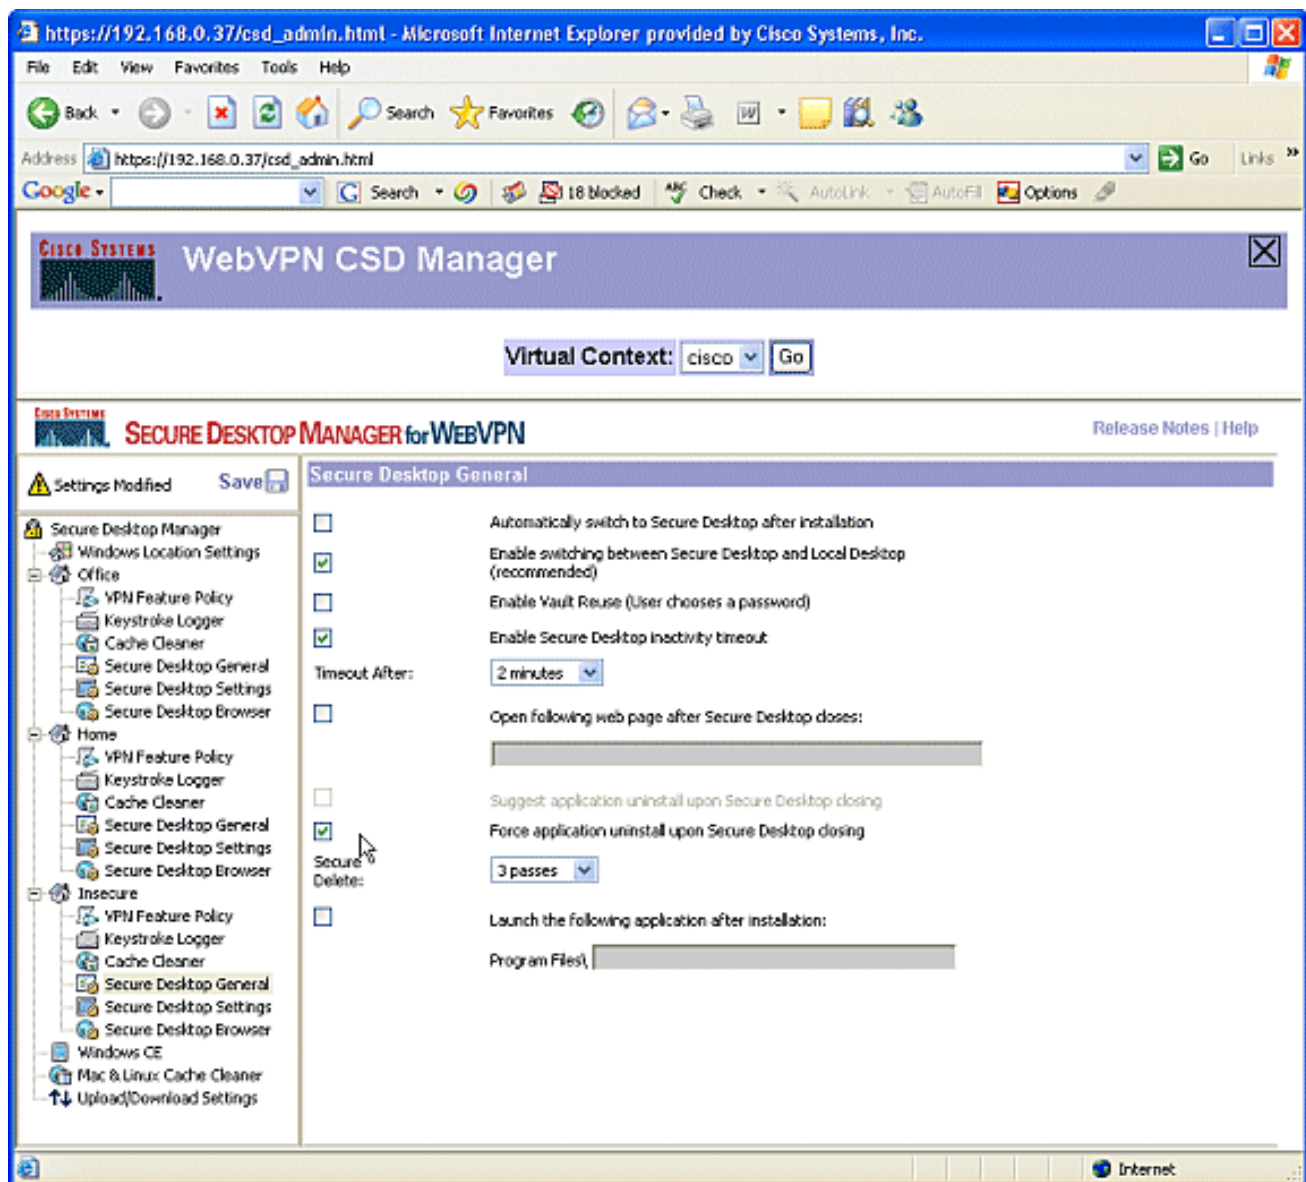 https://192.168.0.37/csd_admin.html - Microsoft Internet Explorer provided by Cisco Systems, Inc.
File Edit View Favorites Tools Help
Back Search Favorites
Address https://192.168.0.37/csd_admin.html Go Links »
Google Search 18 blocked ABC Check AutoLink AutoFill Options
CISCO SYSTEMS
WebVPN CSD Manager
Virtual Context: cisco Go
CISCO SYSTEMS
SECURE DESKTOP MANAGER for WEBVPN
Release Notes | Help
Settings Modified Save
Secure Desktop Manager
Windows Location Settings
Office
VPN Feature Policy
Keystroke Logger
Cache Cleaner
Secure Desktop General
Secure Desktop Settings
Secure Desktop Browser
Home
VPN Feature Policy
Keystroke Logger
Cache Cleaner
Secure Desktop General
Secure Desktop Settings
Secure Desktop Browser
Insecure
VPN Feature Policy
Keystroke Logger
Cache Cleaner
Secure Desktop General
Secure Desktop Settings
Secure Desktop Browser
Windows CE
Mac & Linux Cache Cleaner
Upload/Download Settings
Secure Desktop General
Automatically switch to Secure Desktop after installation
Enable switching between Secure Desktop and Local Desktop
(recommended)
Enable Vault Reuse (User chooses a password)
Enable Secure Desktop inactivity timeout
Timeout After: 2 minutes
Open following web page after Secure Desktop closes:
Suggest application uninstall upon Secure Desktop closing
Force application uninstall upon Secure Desktop closing
Secure
Delete: 3 passes
Launch the following application after installation:
Program Files\
Internet